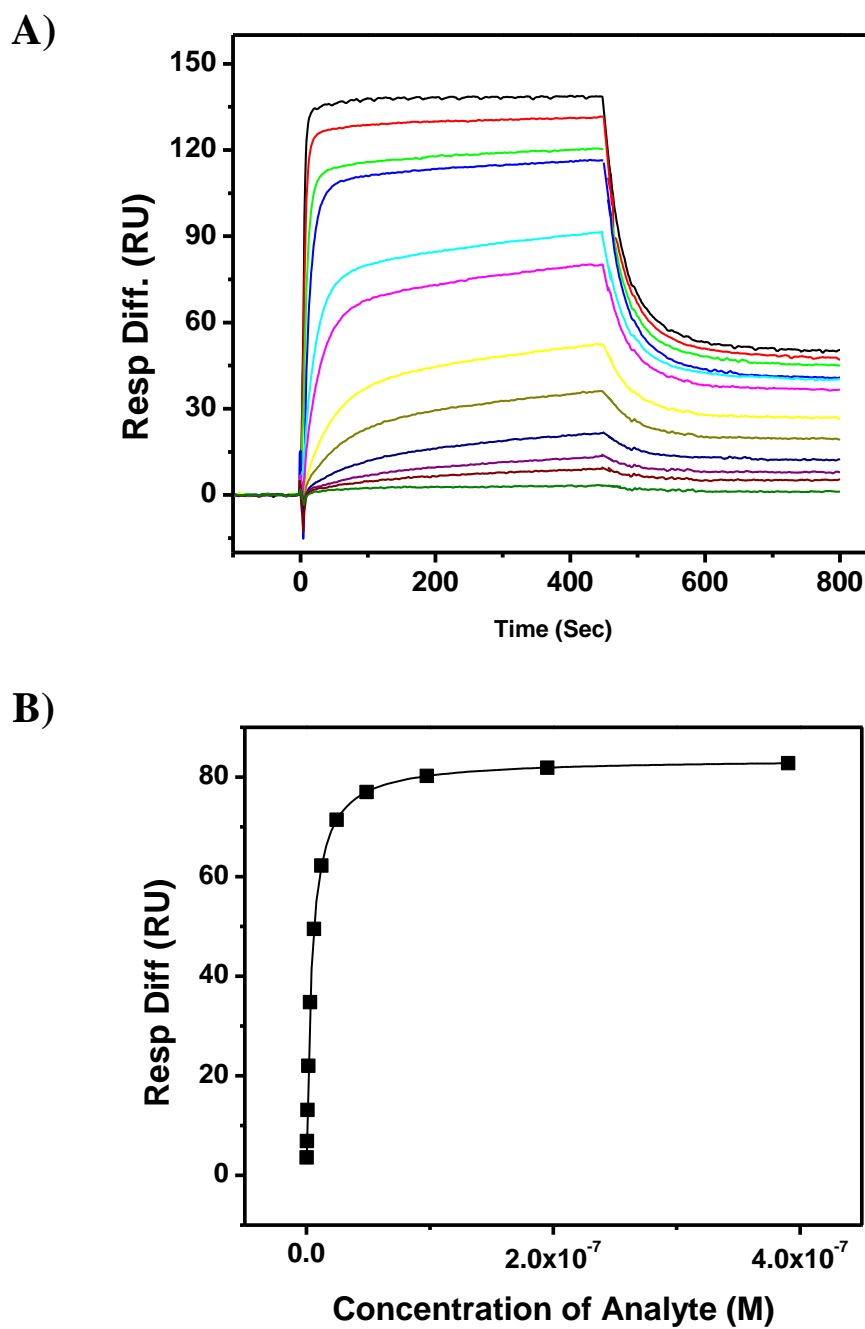 A)
150
120
90
60
30
0
Resp Diff. (RU)
0 200 400 600 800
Time (Sec)
B)
80
60
40
20
0
Resp Diff (RU)
0.0 2.0x10⁻⁷ 4.0x10⁻⁷
Concentration of Analyte (M)